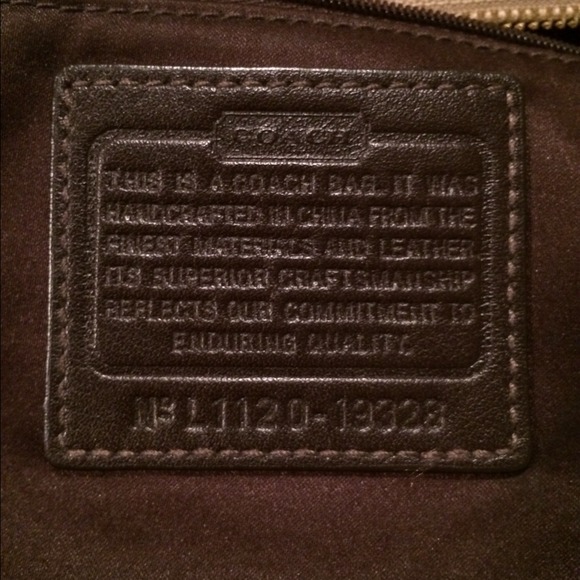 COACH
THIS IS A COACH BAG. IT WAS
HANDCRAFTED IN CHINA FROM THE
FINEST MATERIALS AND LEATHER
ITS SUPERIOR CRAFTSMANSHIP
REFLECTS OUR COMMITMENT TO
ENDURING QUALITY.
Nº L1120-19328